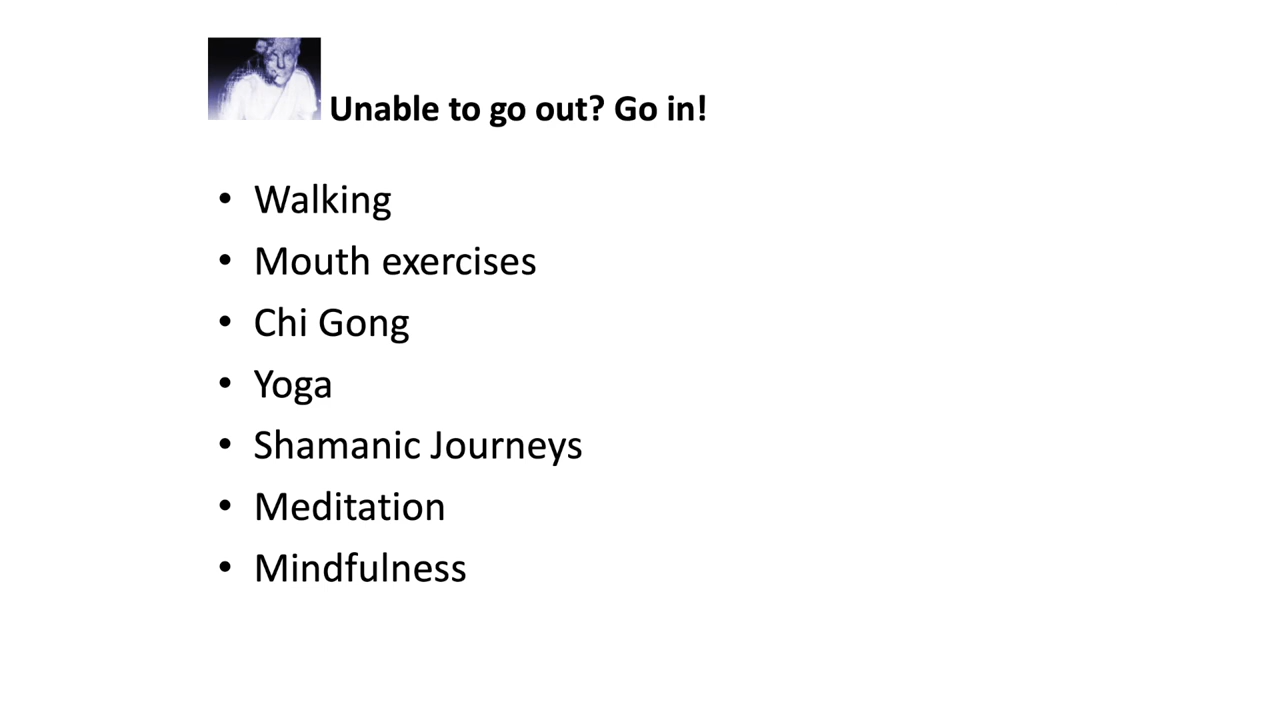 Unable to go out? Go in!
• Walking
• Mouth exercises
• Chi Gong
• Yoga
• Shamanic Journeys
• Meditation
• Mindfulness